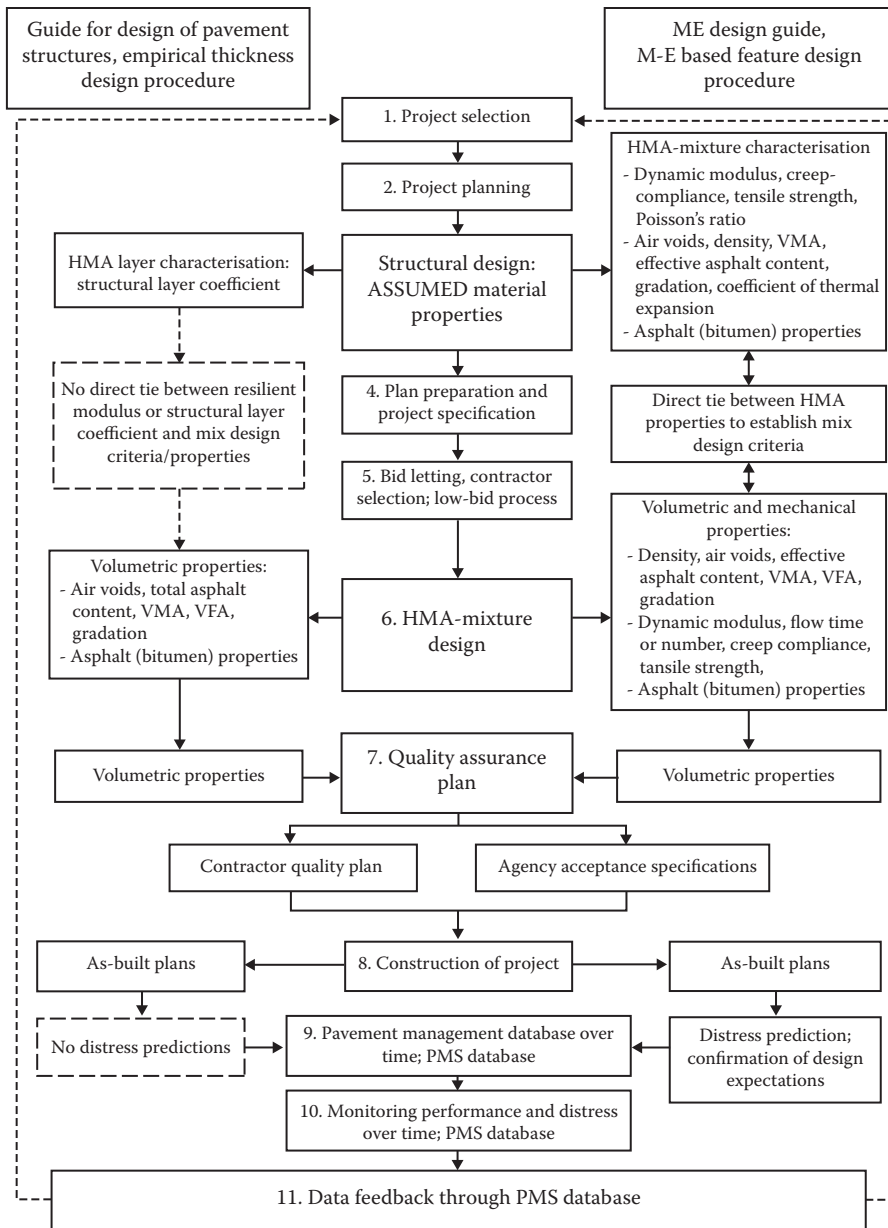 Guide for design of pavement
structures, empirical thickness
design procedure
ME design guide,
M-E based feature design
procedure
1. Project selection
2. Project planning
HMA-mixture characterisation
- Dynamic modulus, creep-
compliance, tensile strength,
Poisson's ratio
- Air voids, density, VMA,
effective asphalt content,
gradation, coefficient of thermal
expansion
- Asphalt (bitumen) properties
HMA layer characterisation:
structural layer coefficient
Structural design:
ASSUMED material
properties
No direct tie between resilient
modulus or structural layer
coefficient and mix design
criteria/properties
4. Plan preparation and
project specification
Direct tie between HMA
properties to establish mix
design criteria
5. Bid letting, contractor
selection; low-bid process
Volumetric properties:
- Air voids, total asphalt
content, VMA, VFA,
gradation
- Asphalt (bitumen) properties
6. HMA-mixture
design
Volumetric and mechanical
properties:
- Density, air voids, effective
asphalt content, VMA, VFA,
gradation
- Dynamic modulus, flow time
or number, creep compliance,
tansile strength,
- Asphalt (bitumen) properties
Volumetric properties
7. Quality assurance
plan
Volumetric properties
Contractor quality plan
Agency acceptance specifications
As-built plans
8. Construction of project
As-built plans
No distress predictions
9. Pavement management database over
time; PMS database
Distress prediction;
confirmation of design
expectations
10. Monitoring performance and distress
over time; PMS database
11. Data feedback through PMS database